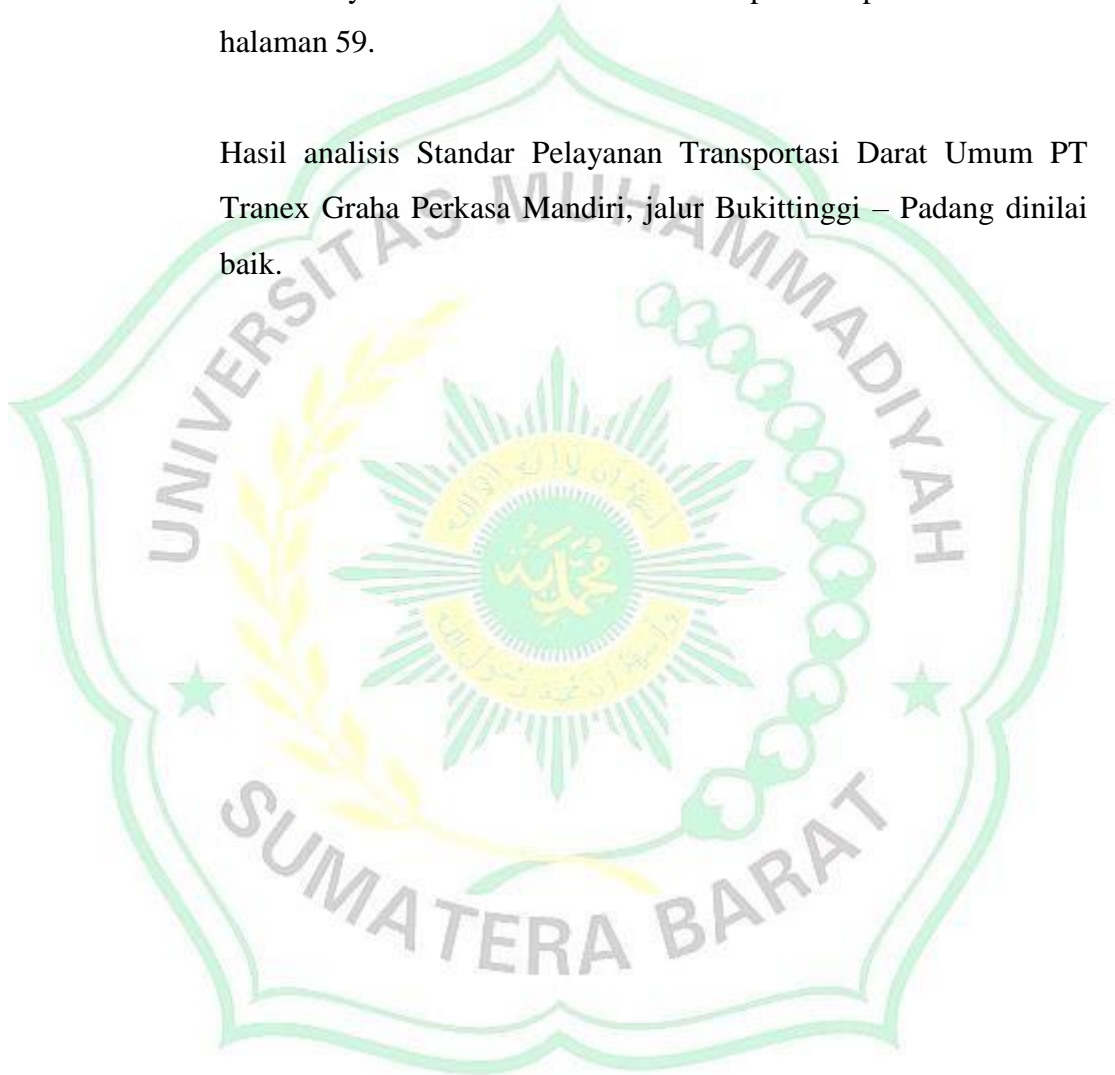 halaman 59.
Hasil analisis Standar Pelayanan Transportasi Darat Umum PT
Tranex Graha Perkasa Mandiri, jalur Bukittinggi – Padang dinilai
baik.
UNIVERSITAS MUHAMMADIYAH
SUMATERA BARAT